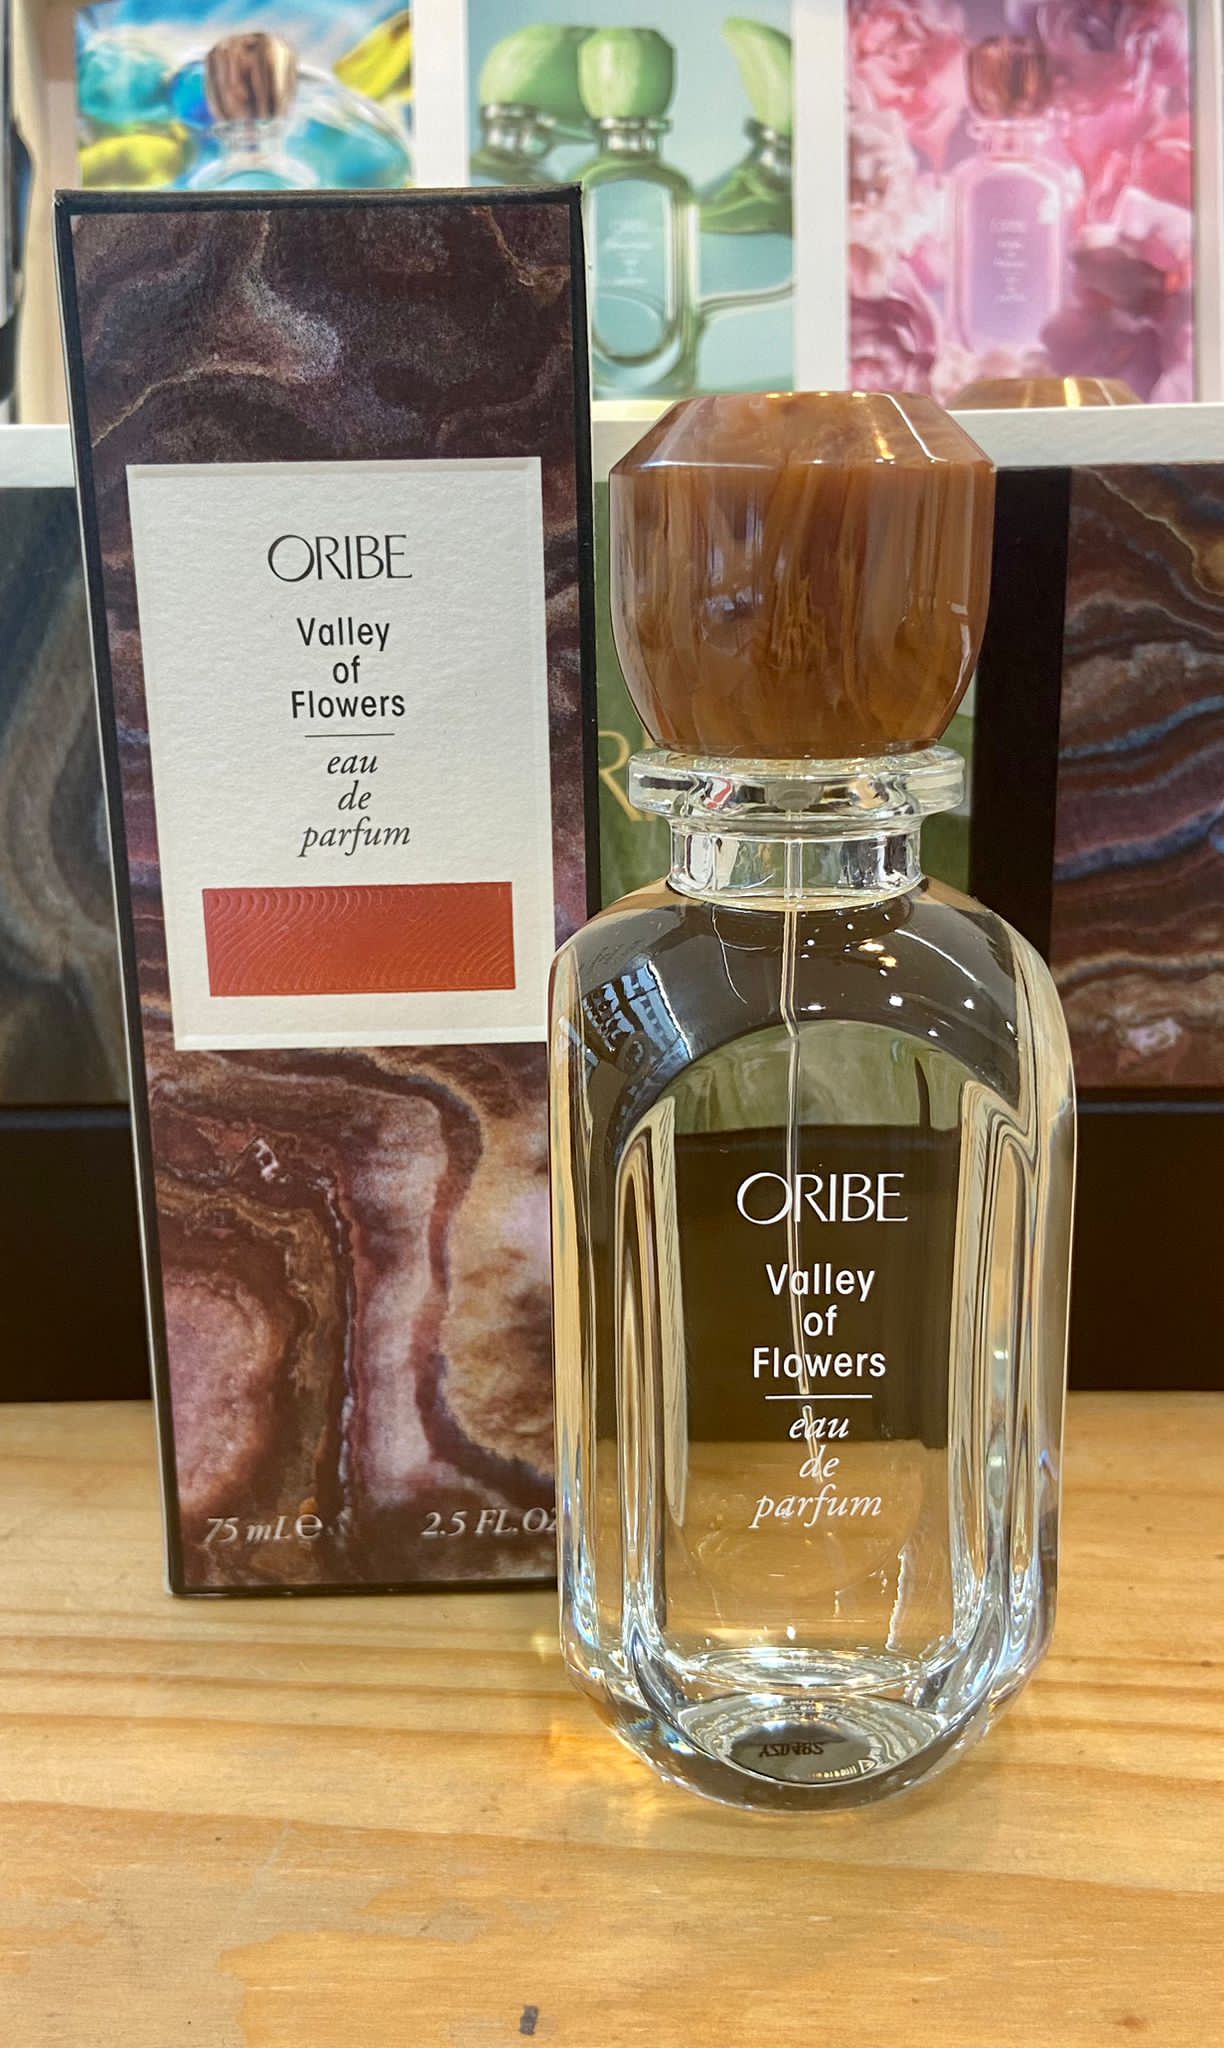 ORIBE
Valley
of
Flowers
eau
de
parfum
75 mL ℮ 2.5 FL.OZ
ORIBE
Valley
of
Flowers
eau
de
parfum
ORIBE